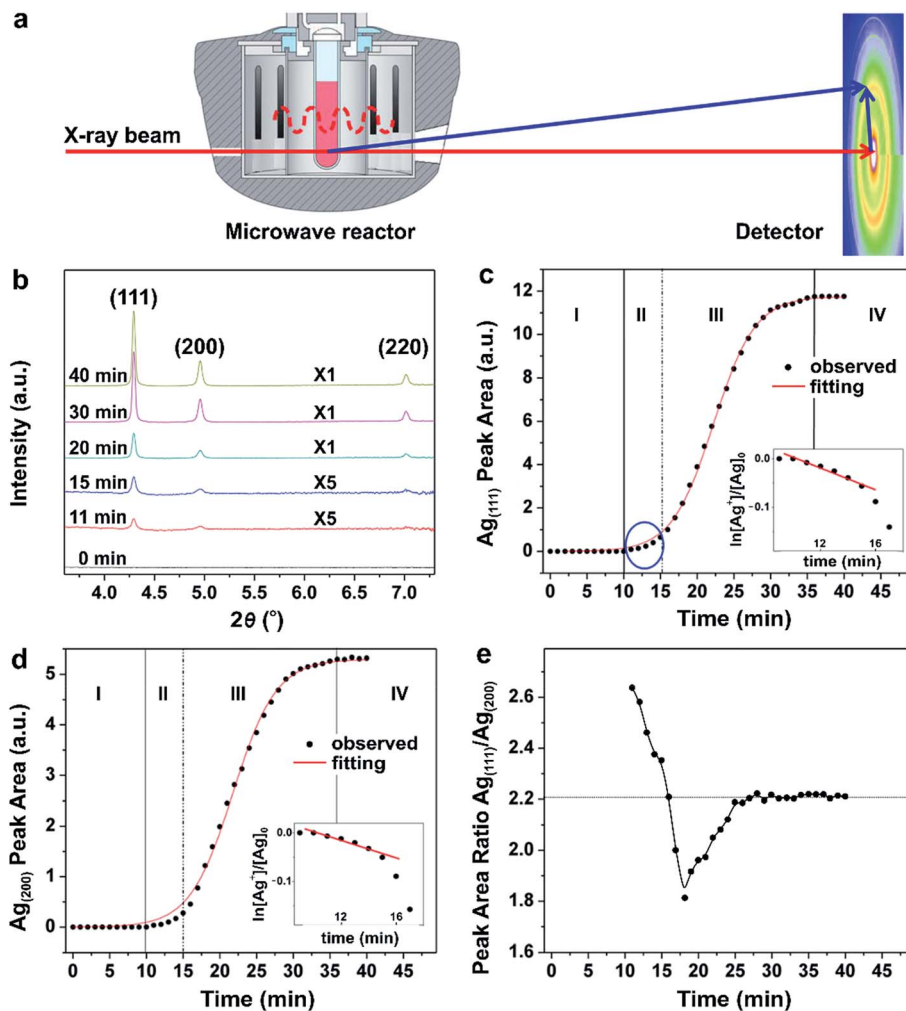 a
X-ray beam
Microwave reactor
Detector
b
(111)
(200)
(220)
40 min
X1
30 min
X1
20 min
X1
15 min
X5
11 min
X5
0 min
Intensity (a.u.)
4.0 4.5 5.0 5.5 6.0 6.5 7.0
2θ (°)
c
12
10
8
6
4
2
0
Ag(111) Peak Area (a.u.)
I
II
III
IV
observed
fitting
0.0
-0.1
ln[Ag⁺]/[Ag]₀
12 16
time (min)
0 5 10 15 20 25 30 35 40 45
Time (min)
d
5
4
3
2
1
0
Ag(200) Peak Area (a.u.)
I
II
III
IV
observed
fitting
0.0
-0.1
ln[Ag⁺]/[Ag]₀
12 16
time (min)
0 5 10 15 20 25 30 35 40 45
Time (min)
e
2.6
2.4
2.2
2.0
1.8
1.6
Peak Area Ratio Ag(111)/Ag(200)
0 5 10 15 20 25 30 35 40 45
Time (min)